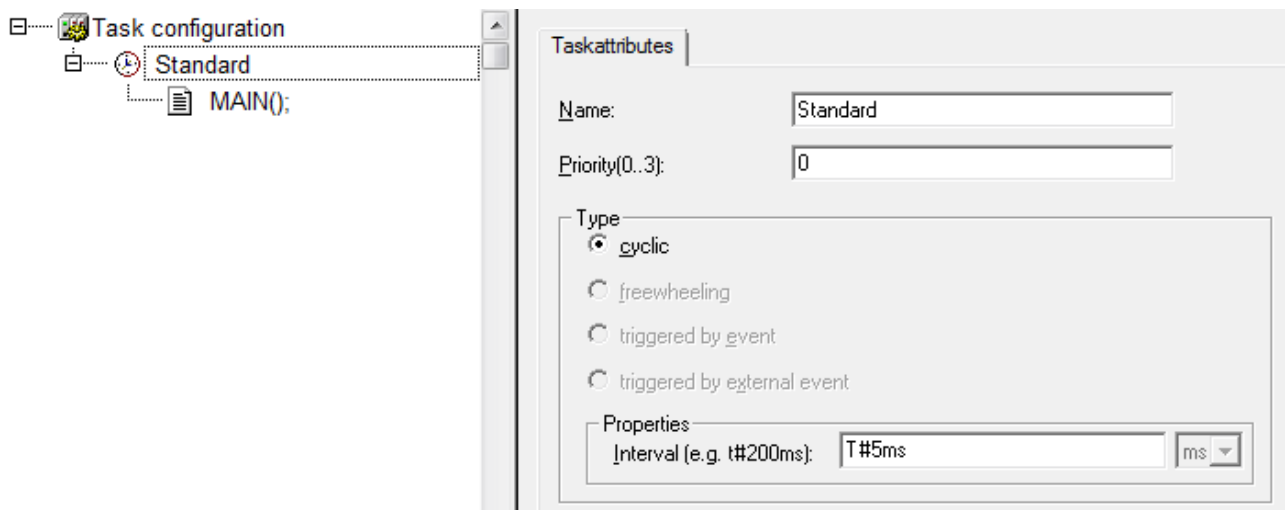 Task configuration
Standard
MAIN();
Taskattributes
Name: Standard
Priority(0..3): 0
Type
cyclic
freewheeling
triggered by event
triggered by external event
Properties
Interval (e.g. t#200ms): T#5ms ms